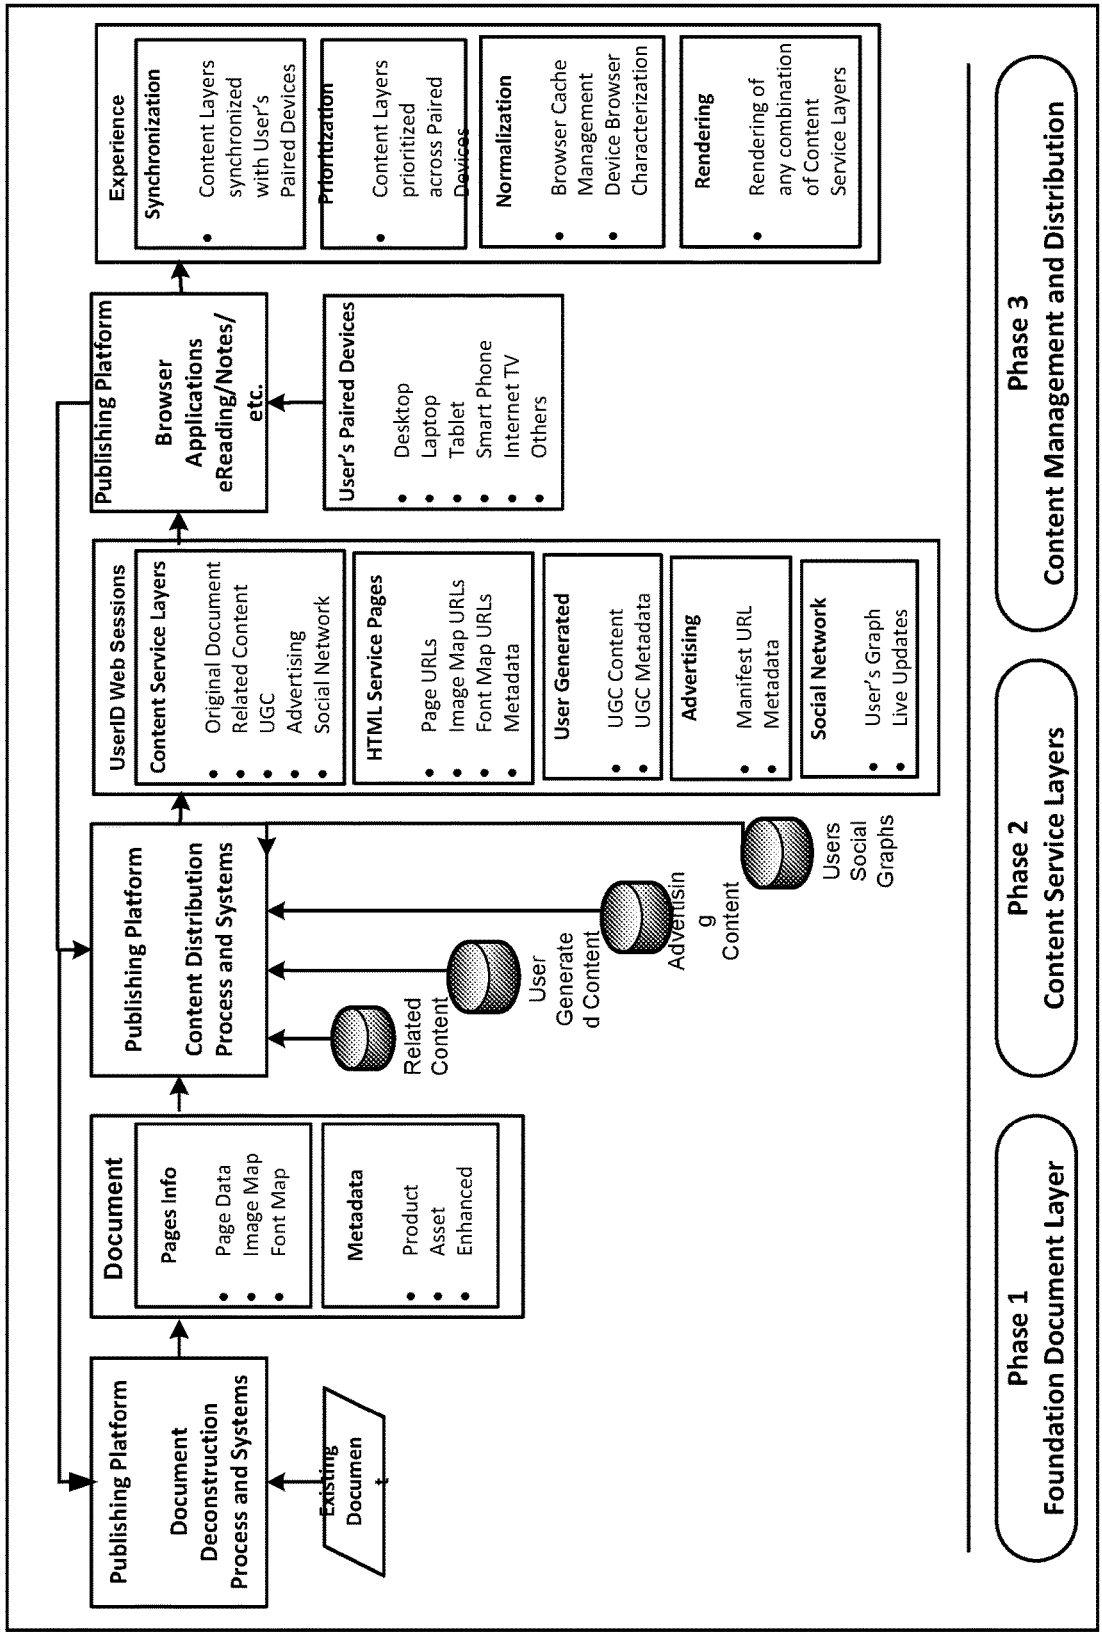 Publishing Platform
Document
Deconstruction
Process and Systems
Existing
Documen
t
Document
Pages Info
• Page Data
• Image Map
• Font Map
Metadata
• Product
• Asset
• Enhanced
Publishing Platform
Content Distribution
Process and Systems
Related
Content
User
Generate
d Content
Advertisin
g
Content
Users
Social
Graphs
UserID Web Sessions
Content Service Layers
• Original Document
• Related Content
• UGC
• Advertising
• Social Network
HTML Service Pages
• Page URLs
• Image Map URLs
• Font Map URLs
• Metadata
User Generated
• UGC Content
• UGC Metadata
Advertising
• Manifest URL
• Metadata
Social Network
• User's Graph
• Live Updates
Publishing Platform
Browser
Applications
eReading/Notes/
etc.
User's Paired Devices
• Desktop
• Laptop
• Tablet
• Smart Phone
• Internet TV
• Others
Experience
Synchronization
• Content Layers
synchronized
with User's
Paired Devices
Prioritization
• Content Layers
prioritized
across Paired
Devices
Normalization
• Browser Cache
Management
• Device Browser
Characterization
Rendering
• Rendering of
any combination
of Content
Service Layers
Phase 1
Foundation Document Layer
Phase 2
Content Service Layers
Phase 3
Content Management and Distribution